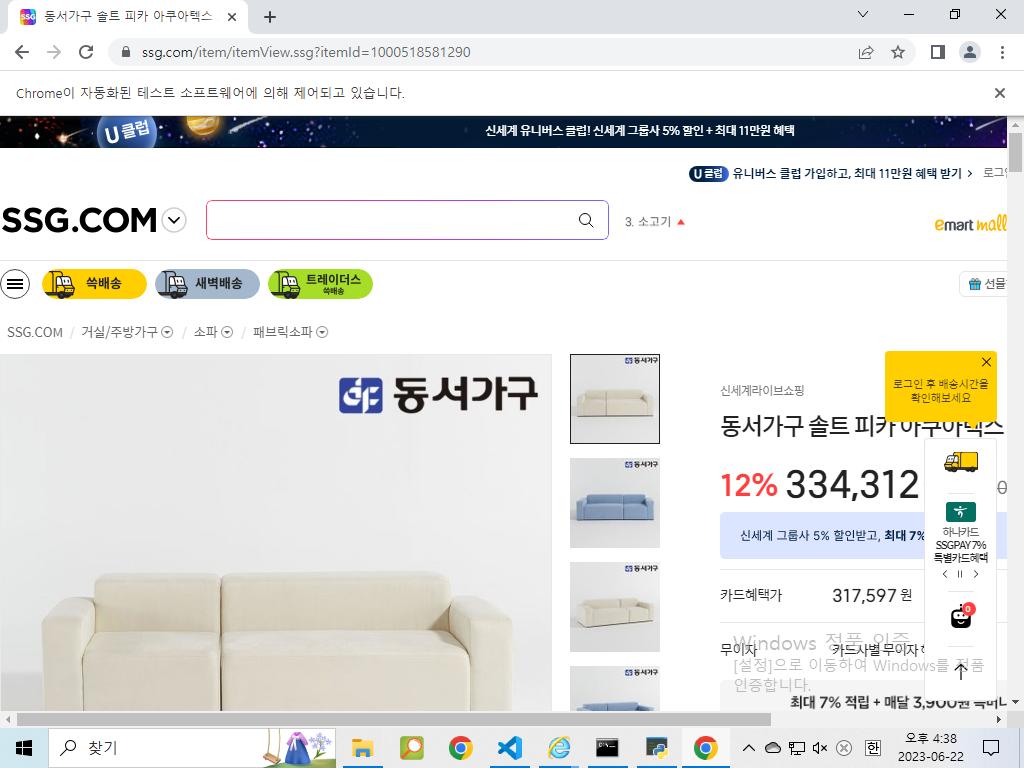 동서가구 솔트 피카 아쿠아텍스
ssg.com/item/itemView.ssg?itemId=1000518581290
Chrome이 자동화된 테스트 소프트웨어에 의해 제어되고 있습니다.
U 클럽
신세계 유니버스 클럽! 신세계 그룹사 5% 할인 + 최대 11만원 혜택
U 클럽 유니버스 클럽 가입하고, 최대 11만원 혜택 받기
SSG.COM
3. 소고기
emart mall
쓱배송
새벽배송
트레이더스
쓱배송
선물
SSG.COM / 거실/주방가구 / 소파 / 패브릭소파
동서가구
동서가구
동서가구
동서가구
동서가구
로그인 후 배송시간을
확인해보세요
신세계라이브쇼핑
동서가구 솔트 피카 아쿠아텍스
12% 334,312
신세계 그룹사 5% 할인받고, 최대 7%
하나카드
SSGPAY 7%
특별카드혜택
0
카드혜택가 317,597 원
무이자 카드사별 무이자
Windows 정품 인증
[설정]으로 이동하여 Windows를 정품
인증합니다.
최대 7% 적립 + 매달 3,900원
찾기
한
오후 4:38
2023-06-22